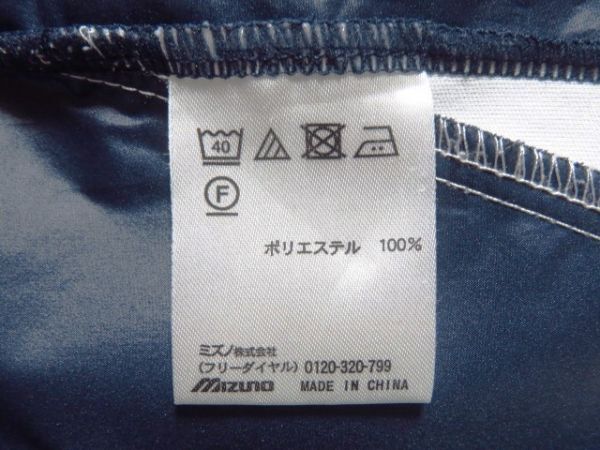 40
F
ポリエステル 100%
ミズノ株式会社
(フリーダイヤル) 0120-320-799
Mizuno MADE IN CHINA